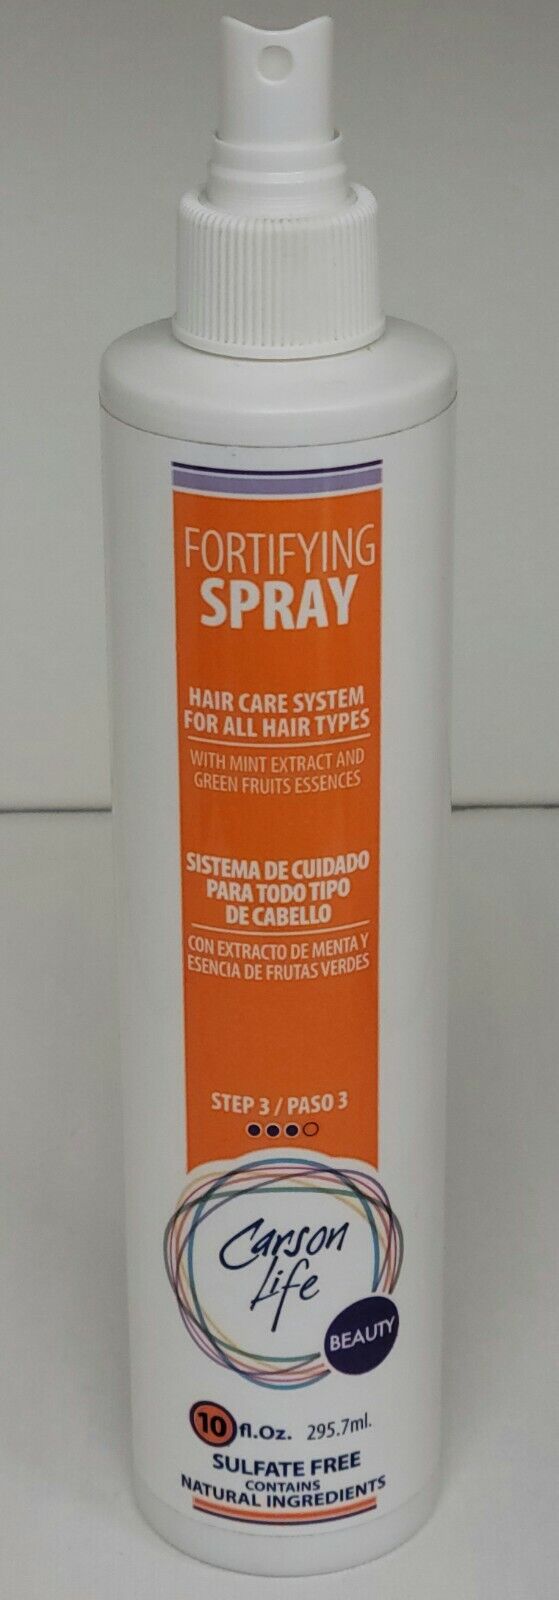 FORTIFYING
SPRAY
HAIR CARE SYSTEM
FOR ALL HAIR TYPES
WITH MINT EXTRACT AND
GREEN FRUITS ESSENCES
SISTEMA DE CUIDADO
PARA TODO TIPO
DE CABELLO
CON EXTRACTO DE MENTA Y
ESENCIA DE FRUTAS VERDES
STEP 3 / PASO 3
Carson
Life
BEAUTY
10 fl.Oz. 295.7ml.
SULFATE FREE
CONTAINS
NATURAL INGREDIENTS